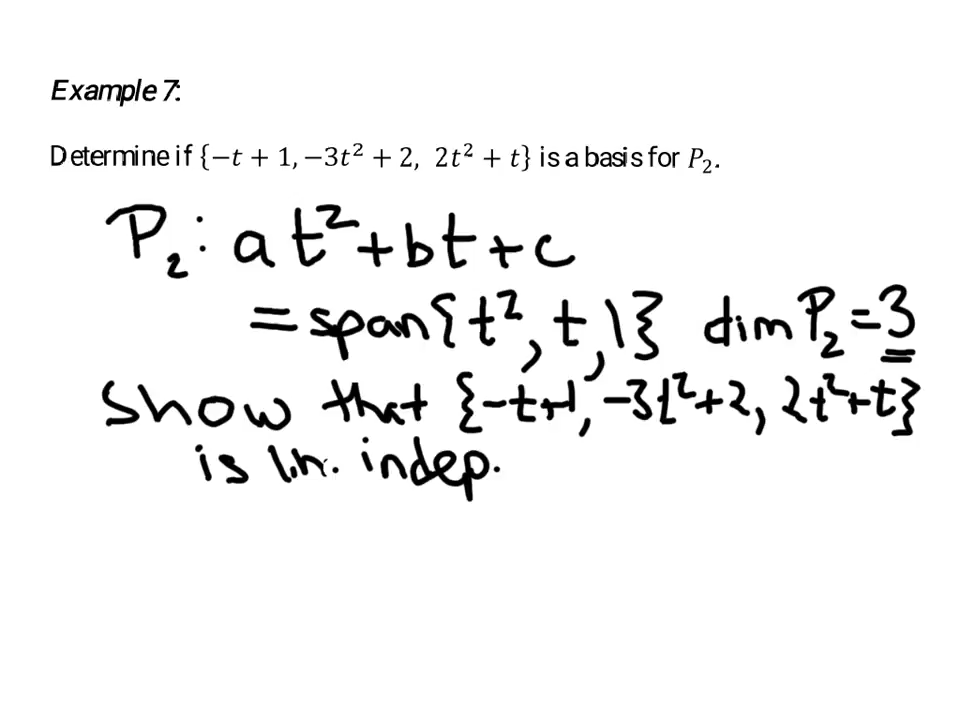 Example 7:
Determine if {−t + 1, −3t² + 2, 2t² + t} is a basis for P₂.
P₂: at²+bt+c
= span{t², t, 1} dim P₂ = 3
Show that {-t+1, -3t²+2, 2t²+t}
is lin. indep.